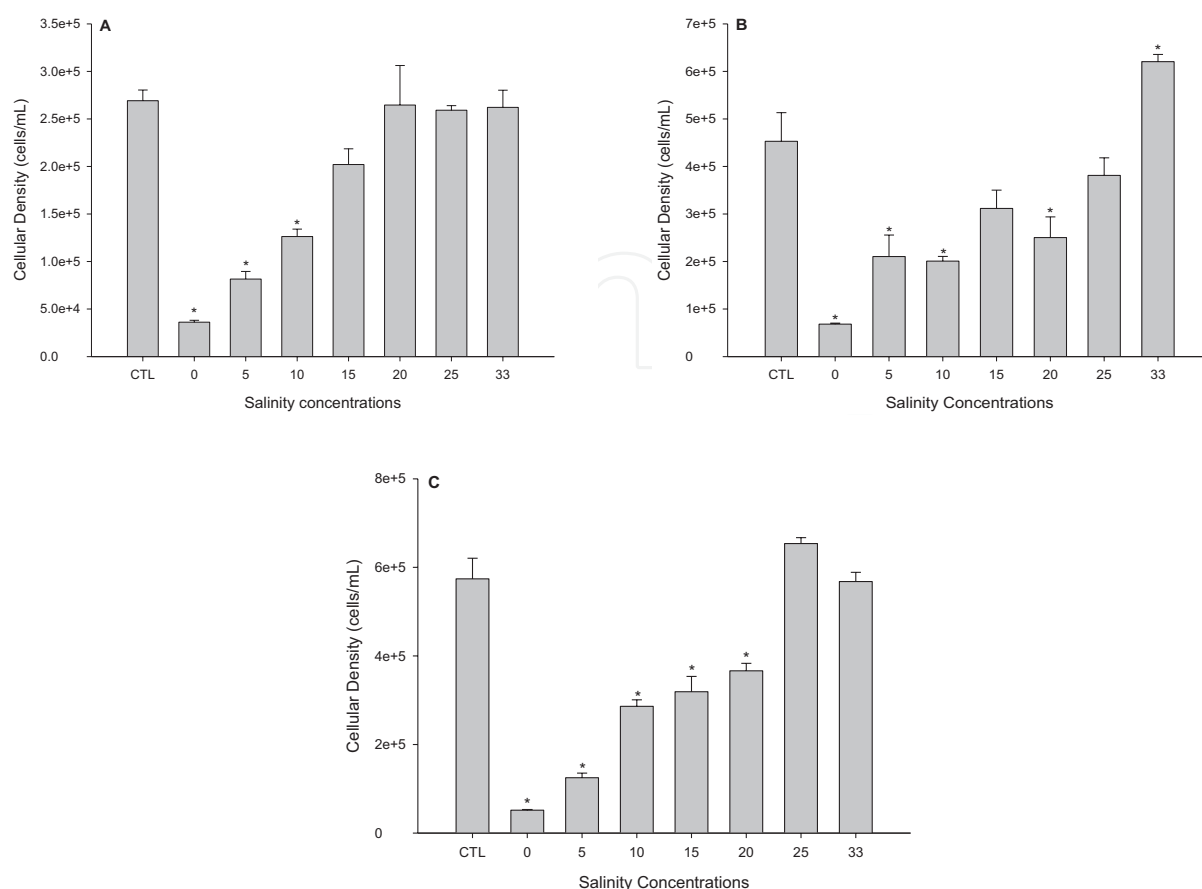 A
Cellular Density (cells/mL)
3.5e+5
3.0e+5
2.5e+5
2.0e+5
1.5e+5
1.0e+5
5.0e+4
0.0
* * *
CTL 0 5 10 15 20 25 33
Salinity concentrations
B
Cellular Density (cells/mL)
7e+5
6e+5
5e+5
4e+5
3e+5
2e+5
1e+5
0
* * * * *
CTL 0 5 10 15 20 25 33
Salinity Concentrations
C
Cellular Density (cells/mL)
8e+5
6e+5
4e+5
2e+5
0
* * * * *
CTL 0 5 10 15 20 25 33
Salinity Concentrations